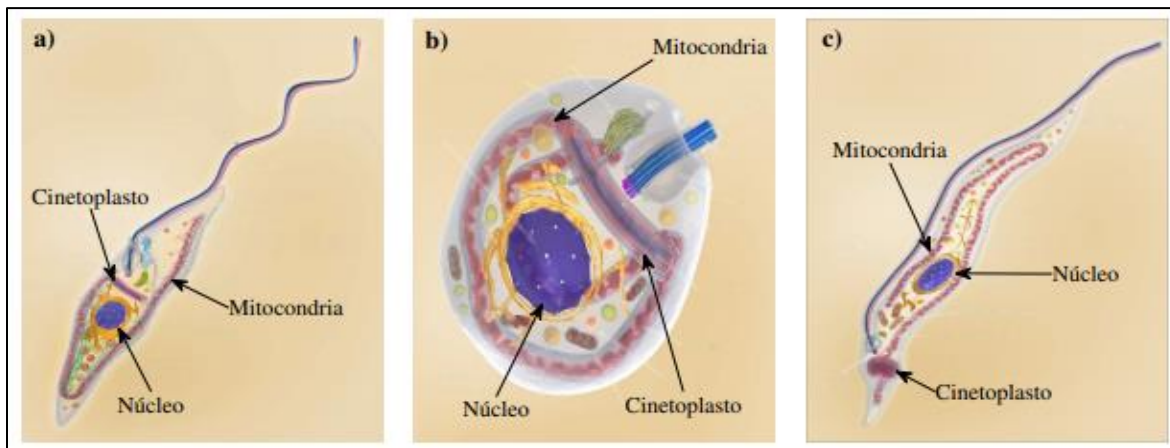 a)
Cinetoplasto
Mitocondria
Núcleo
b)
Mitocondria
Núcleo
Cinetoplasto
c)
Mitocondria
Núcleo
Cinetoplasto